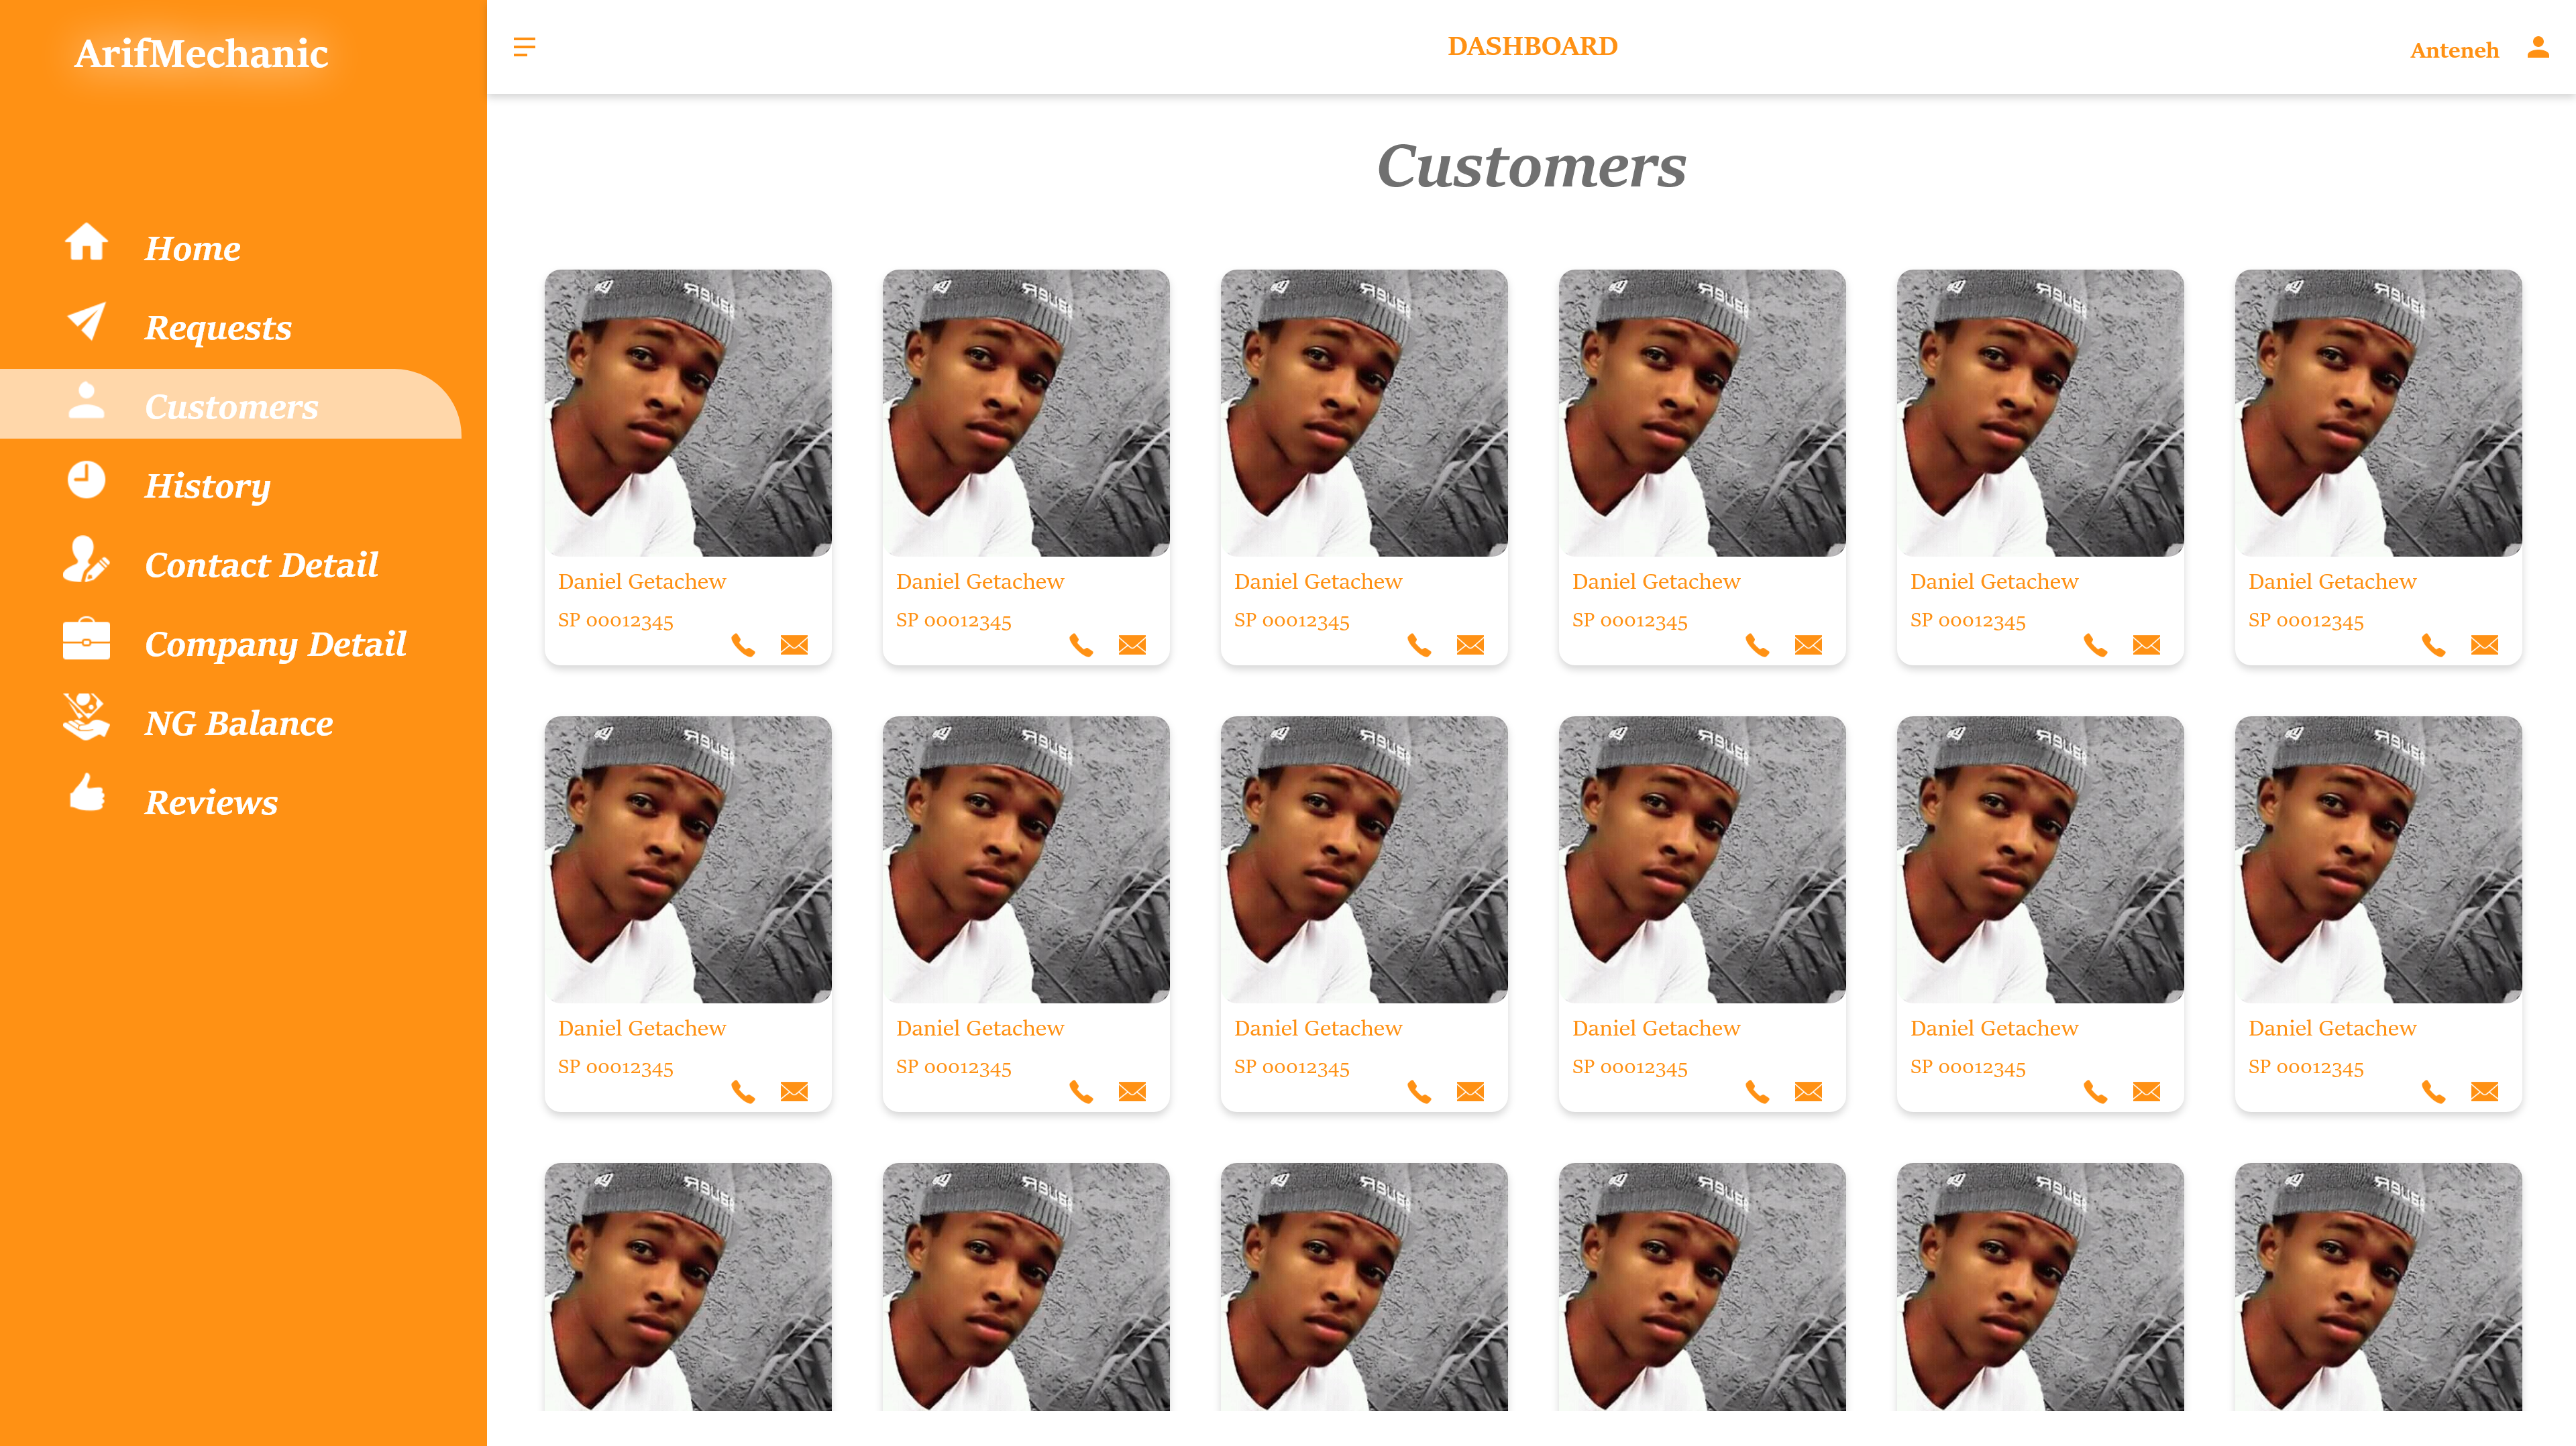 ArifMechanic
DASHBOARD
Anteneh
Home
Requests
Customers
History
Contact Detail
Company Detail
NG Balance
Reviews
Customers
Daniel Getachew
SP 00012345
Daniel Getachew
SP 00012345
Daniel Getachew
SP 00012345
Daniel Getachew
SP 00012345
Daniel Getachew
SP 00012345
Daniel Getachew
SP 00012345
Daniel Getachew
SP 00012345
Daniel Getachew
SP 00012345
Daniel Getachew
SP 00012345
Daniel Getachew
SP 00012345
Daniel Getachew
SP 00012345
Daniel Getachew
SP 00012345